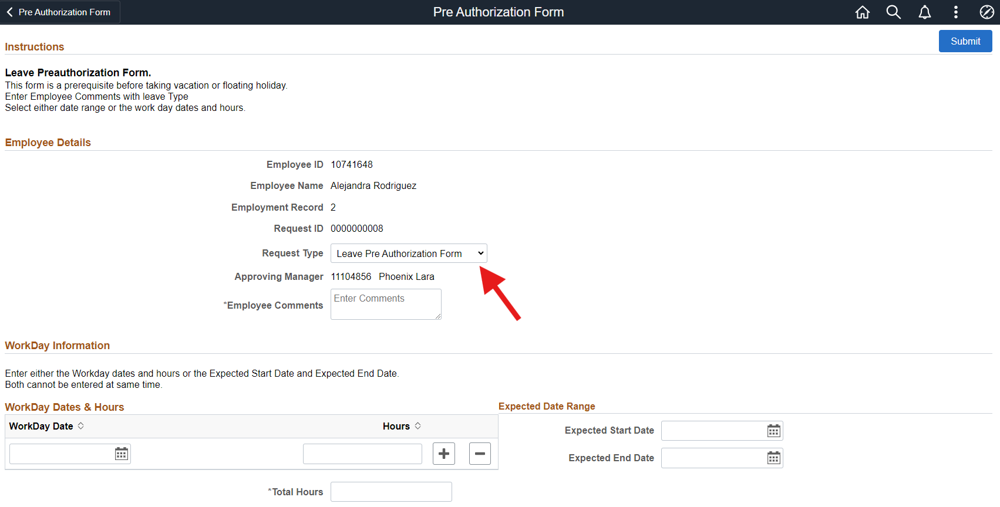 Pre Authorization Form
Pre Authorization Form
Submit
Instructions
Leave Preauthorization Form.
This form is a prerequisite before taking vacation or floating holiday.
Enter Employee Comments with leave Type
Select either date range or the work day dates and hours.
Employee Details
Employee ID 10741648
Employee Name Alejandra Rodriguez
Employment Record 2
Request ID 0000000008
Request Type Leave Pre Authorization Form
Approving Manager 11104856 Phoenix Lara
*Employee Comments Enter Comments
WorkDay Information
Enter either the Workday dates and hours or the Expected Start Date and Expected End Date.
Both cannot be entered at same time.
WorkDay Dates & Hours
WorkDay Date Hours
*Total Hours
Expected Date Range
Expected Start Date
Expected End Date